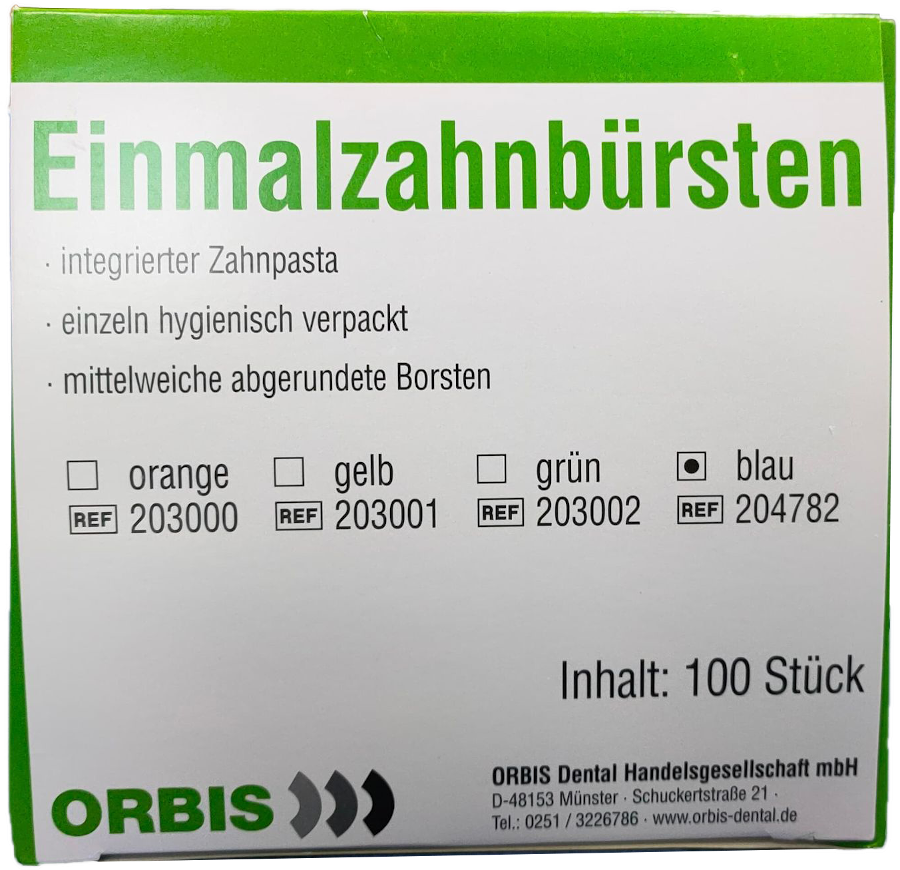 Einmalzahnbürsten
· integrierter Zahnpasta
· einzeln hygienisch verpackt
· mittelweiche abgerundete Borsten
orange gelb grün blau
REF 203000 REF 203001 REF 203002 REF 204782
Inhalt: 100 Stück
ORBIS
ORBIS Dental Handelsgesellschaft mbH
D-48153 Münster · Schuckertstraße 21 ·
Tel.: 0251 / 3226786 · www.orbis-dental.de